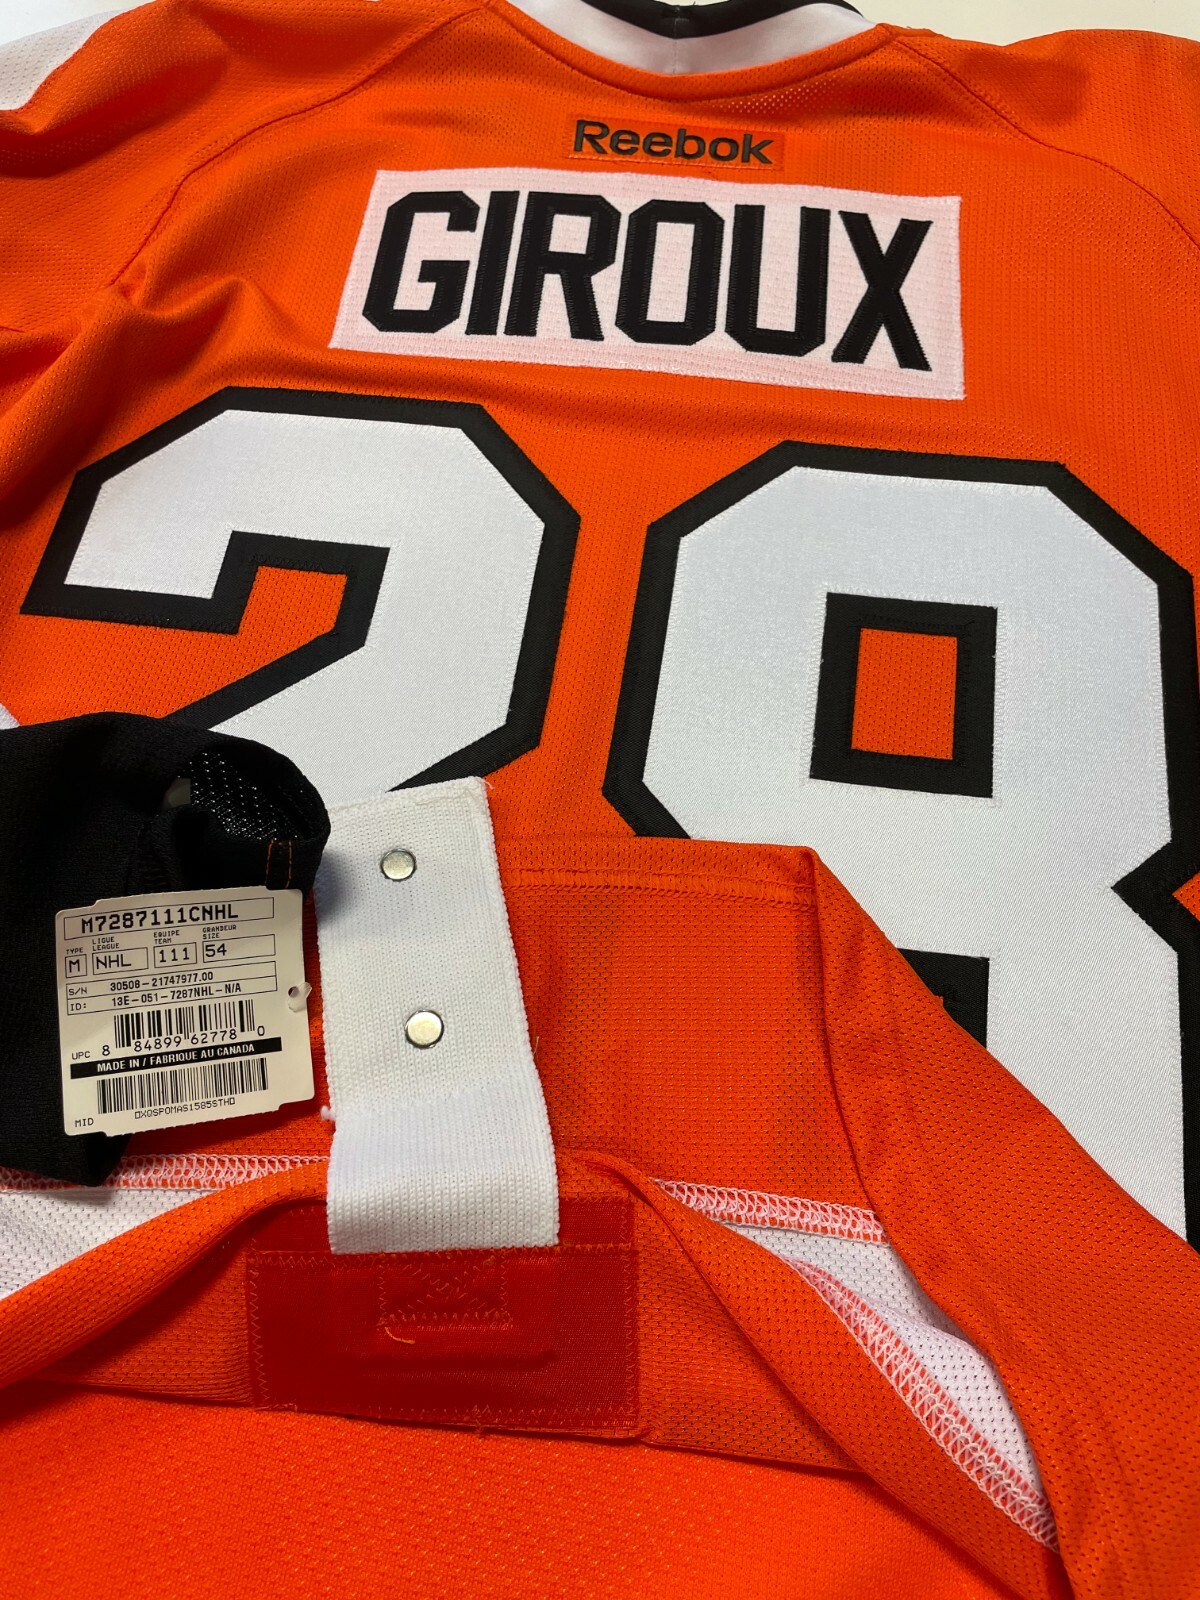 Reebok
GIROUX
28
M7287111CNHL
TYPE LIGUE LEAGUE EQUIPE TEAM GRANDEUR SIZE
M NHL 111 54
S/N 30508-21747977.00
ID: 13E-051-7287NHL-N/A
UPC 8 84899 62778 0
MADE IN / FABRIQUE AU CANADA
MID 0XQSPOMAS1585STHO